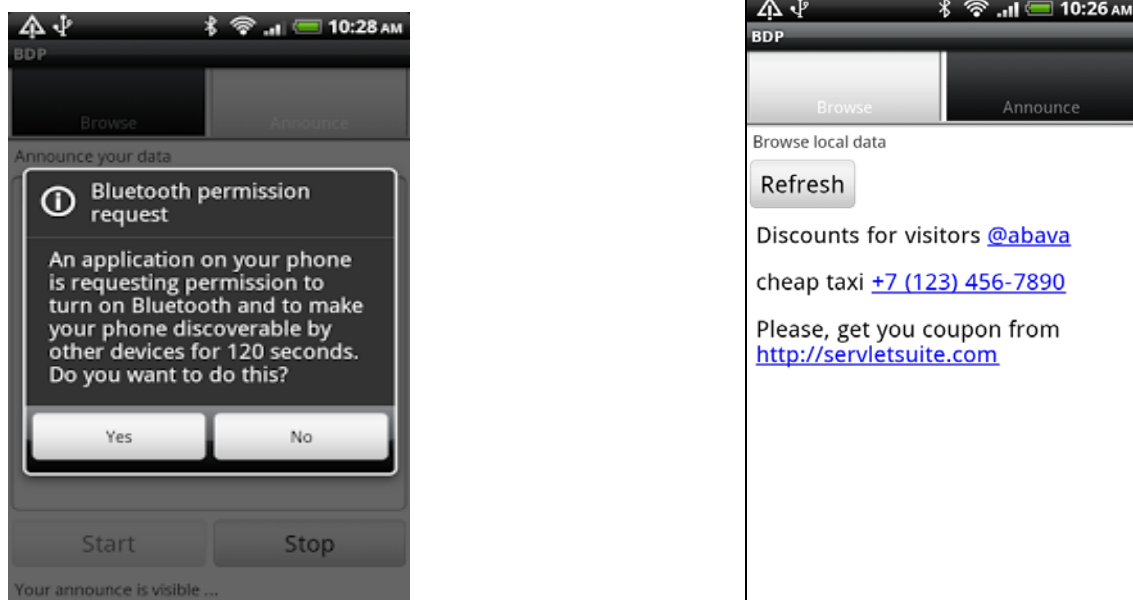 10:28 AM
BDP
Browse Announce
Announce your data
Bluetooth permission
request
An application on your phone
is requesting permission to
turn on Bluetooth and to make
your phone discoverable by
other devices for 120 seconds.
Do you want to do this?
Yes No
Start Stop
Your announce is visible ...
10:26 AM
BDP
Browse Announce
Browse local data
Refresh
Discounts for visitors @abava
cheap taxi +7 (123) 456-7890
Please, get you coupon from
http://servletsuite.com